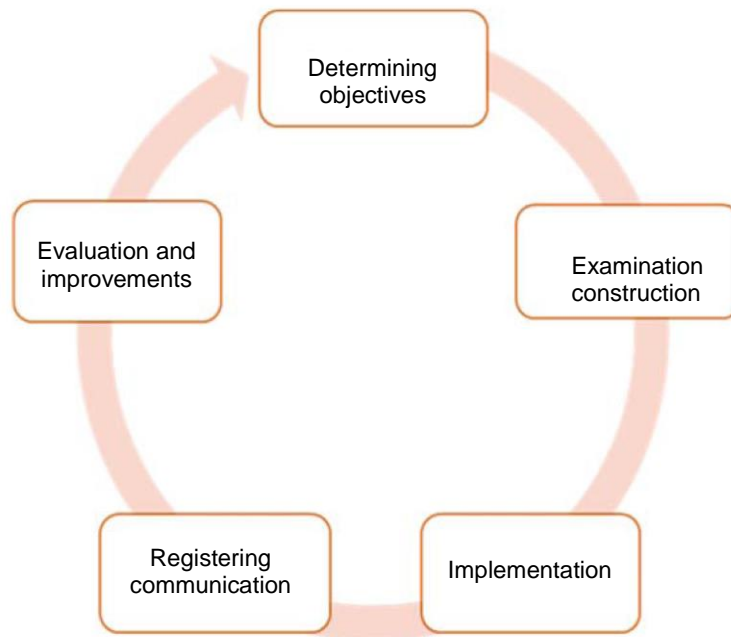 Determining
objectives
Examination
construction
Implementation
Registering
communication
Evaluation and
improvements